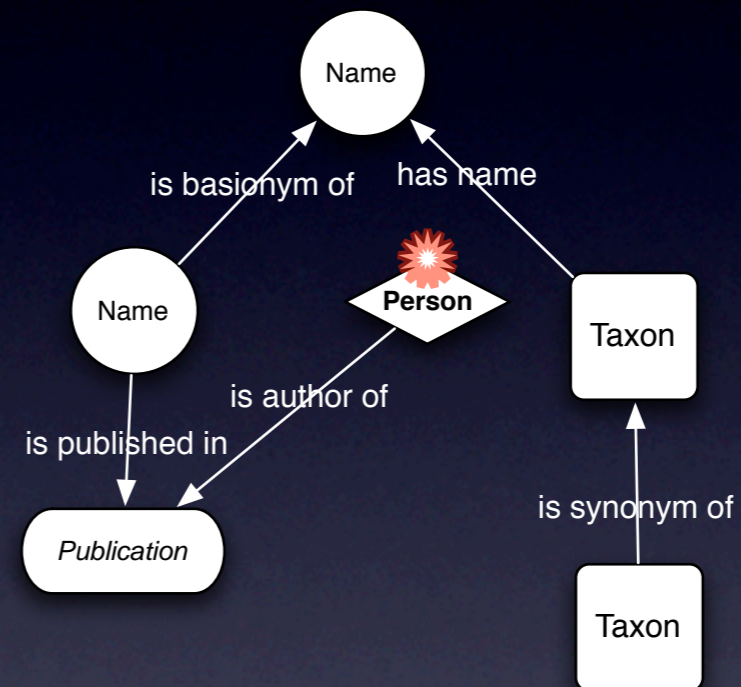 Name
is basionym of
has name
Name
Person
Taxon
is author of
is published in
is synonym of
Publication
Taxon